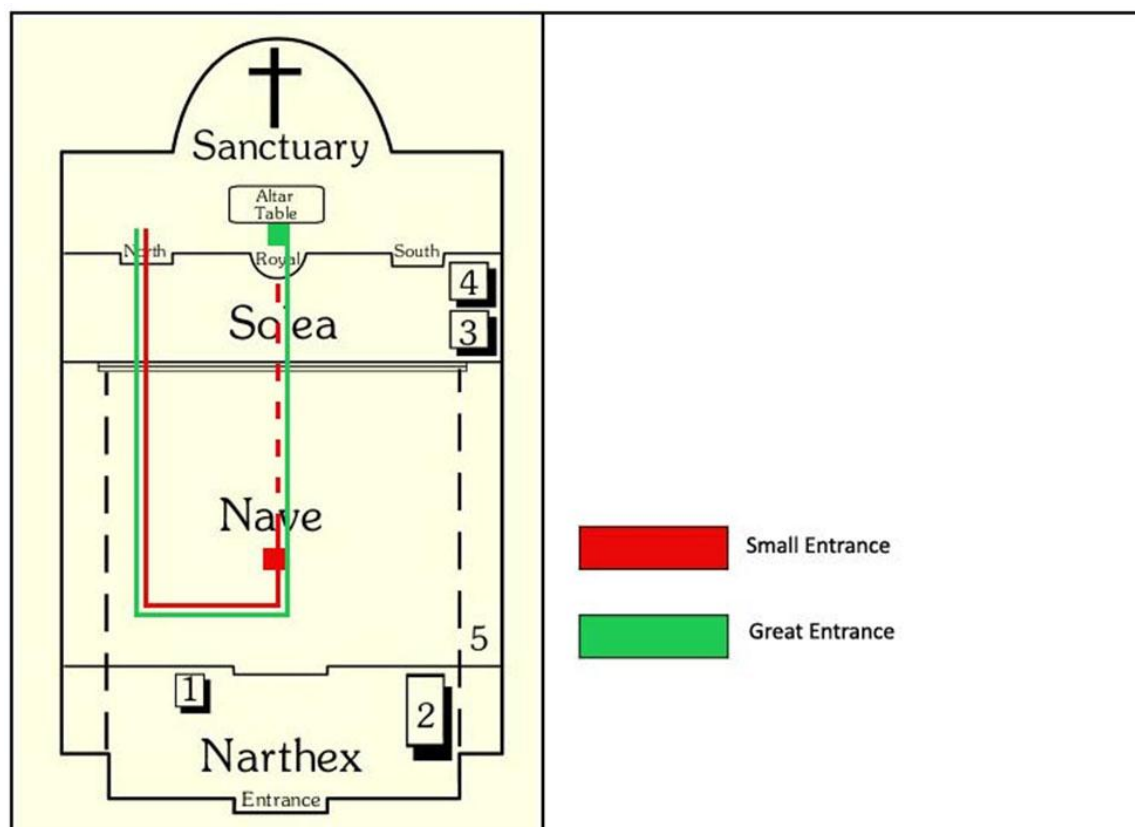 Sanctuary
Altar
Table
North
Royal
South
4
Solea
3
Nave
Small Entrance
Great Entrance
5
1
2
Narthex
Entrance